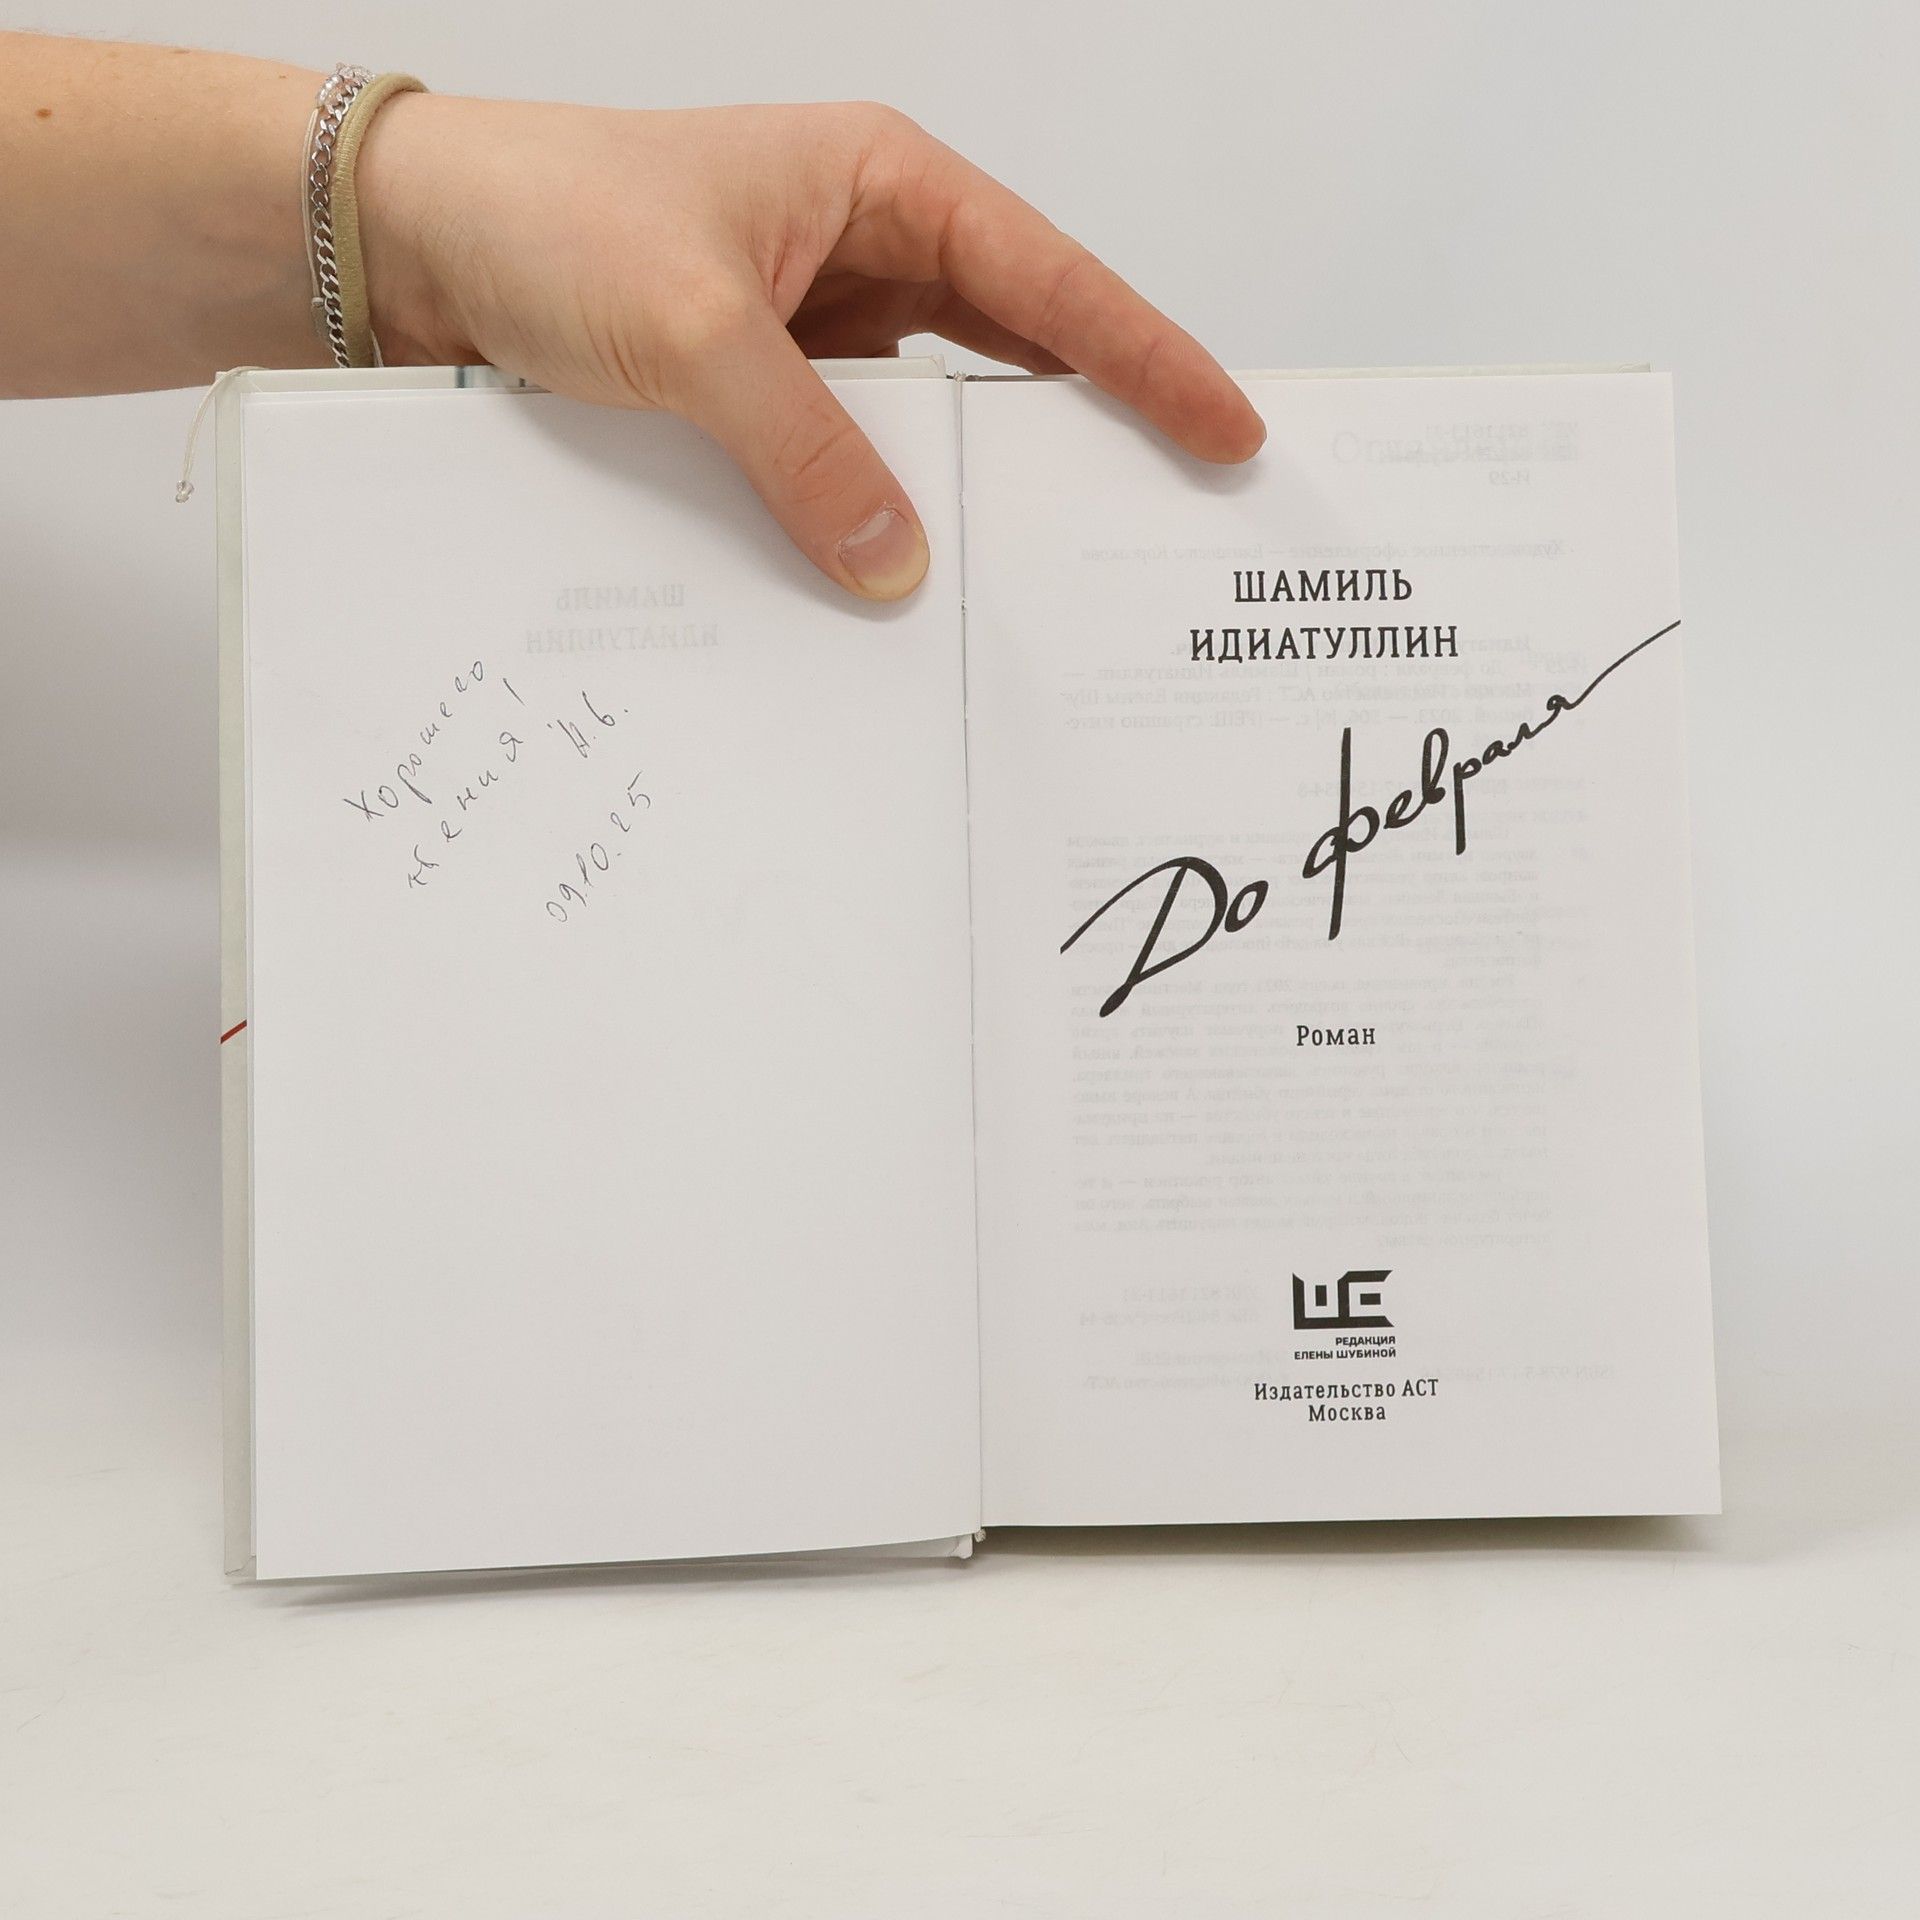 Хорошего
чтения!
И.В.
09.10.25
ШАМИЛЬ
ИДИАТУЛЛИН
До февраля
Роман
РЕДАКЦИЯ
ЕЛЕНЫ ШУБИНОЙ
Издательство АСТ
Москва